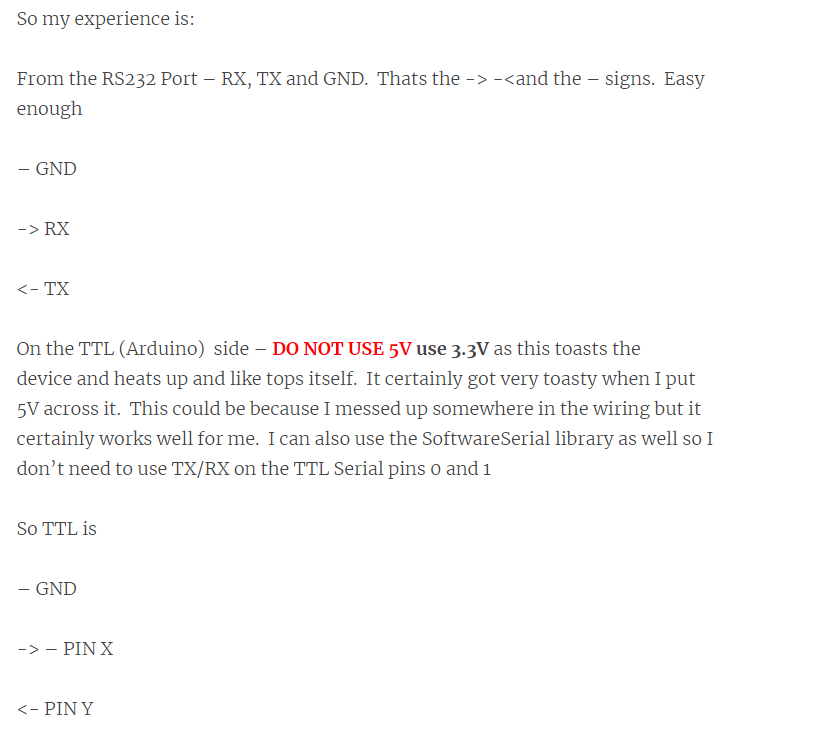 So my experience is:
From the RS232 Port – RX, TX and GND.  Thats the -> -<and the – signs.  Easy
enough
– GND
-> RX
<- TX
On the TTL (Arduino)  side – DO NOT USE 5V use 3.3V as this toasts the
device and heats up and like tops itself.  It certainly got very toasty when I put
5V across it.  This could be because I messed up somewhere in the wiring but it
certainly works well for me.  I can also use the SoftwareSerial library as well so I
don’t need to use TX/RX on the TTL Serial pins 0 and 1
So TTL is
– GND
-> – PIN X
<- PIN Y